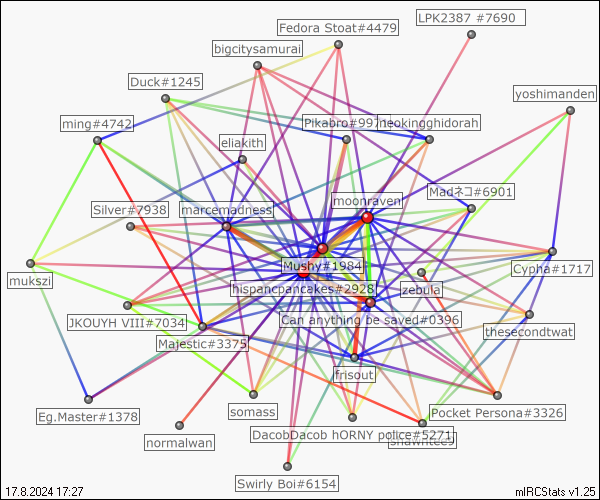 LPK2387 #7690
Fedora Stoat#4479
bigcitysamurai
Duck#1245
yoshimanden
ming#4742
Pikabro#997
neokingghidorah
eliakith
Madネコ#6901
moonraven
Silver#7938
marcemadness
Mushy#1984
Cypha#1717
mukszi
hispancpancakes#2928
zebula
JKOUYH VIII#7034
Can anything be saved#0396
thesecondtwat
Majestic#3375
frisout
Eg.Master#1378
somass
Pocket Persona#3326
DacobDacob hORNY police#5271
normalwan
Swirly Boi#6154
17.8.2024 17:27
mIRCStats v1.25